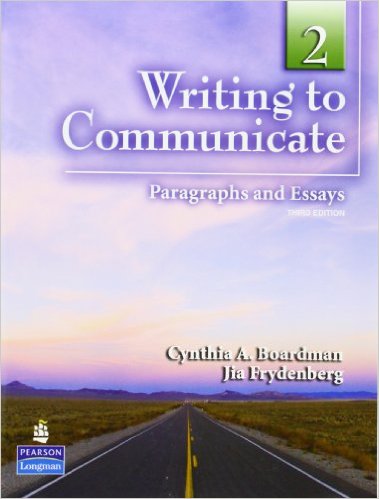 2
Writing to
Communicate
Paragraphs and Essays
THIRD EDITION
Cynthia A. Boardman
Jia Frydenberg
PEARSON
Longman